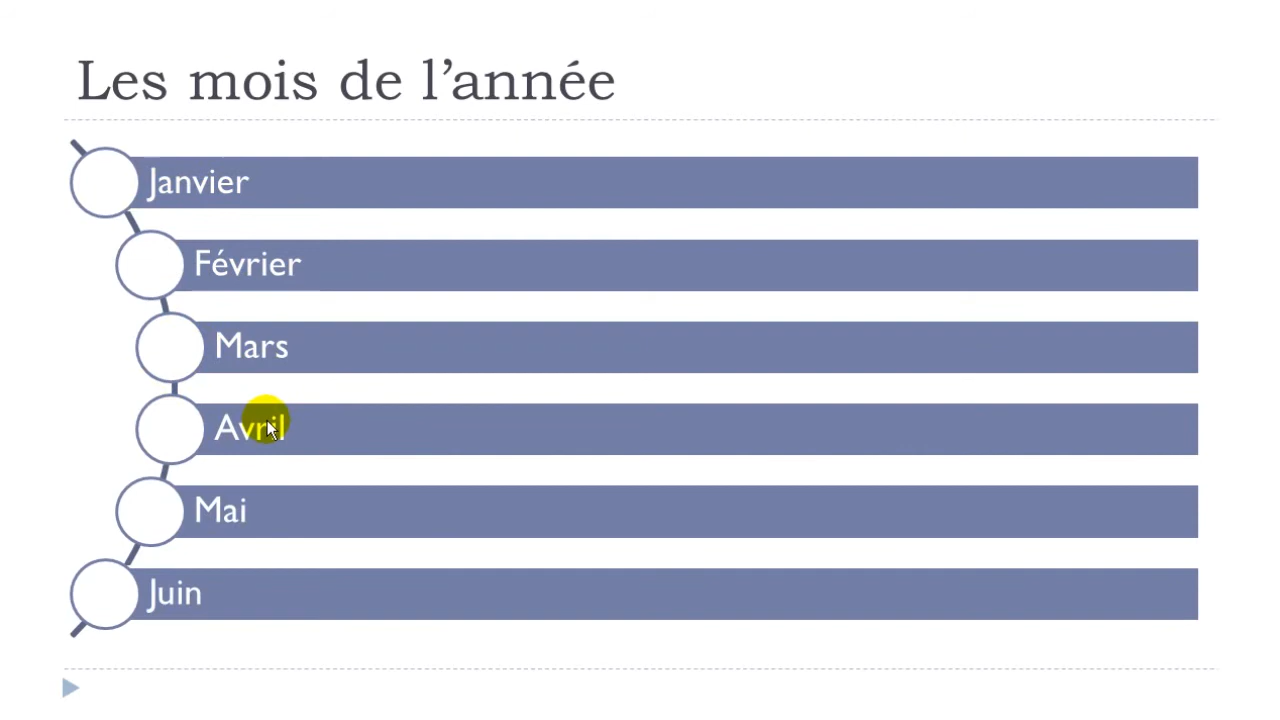 Les mois de l’année
Janvier
Février
Mars
Avril
Mai
Juin